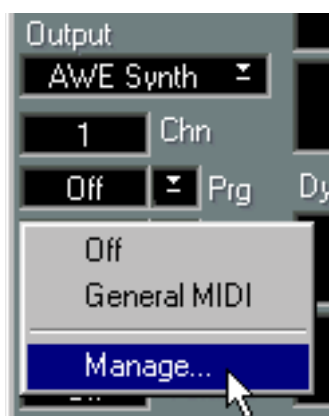 Output
AWE Synth
1 Chn
Off Prg Dy
Off
General MIDI
Manage...